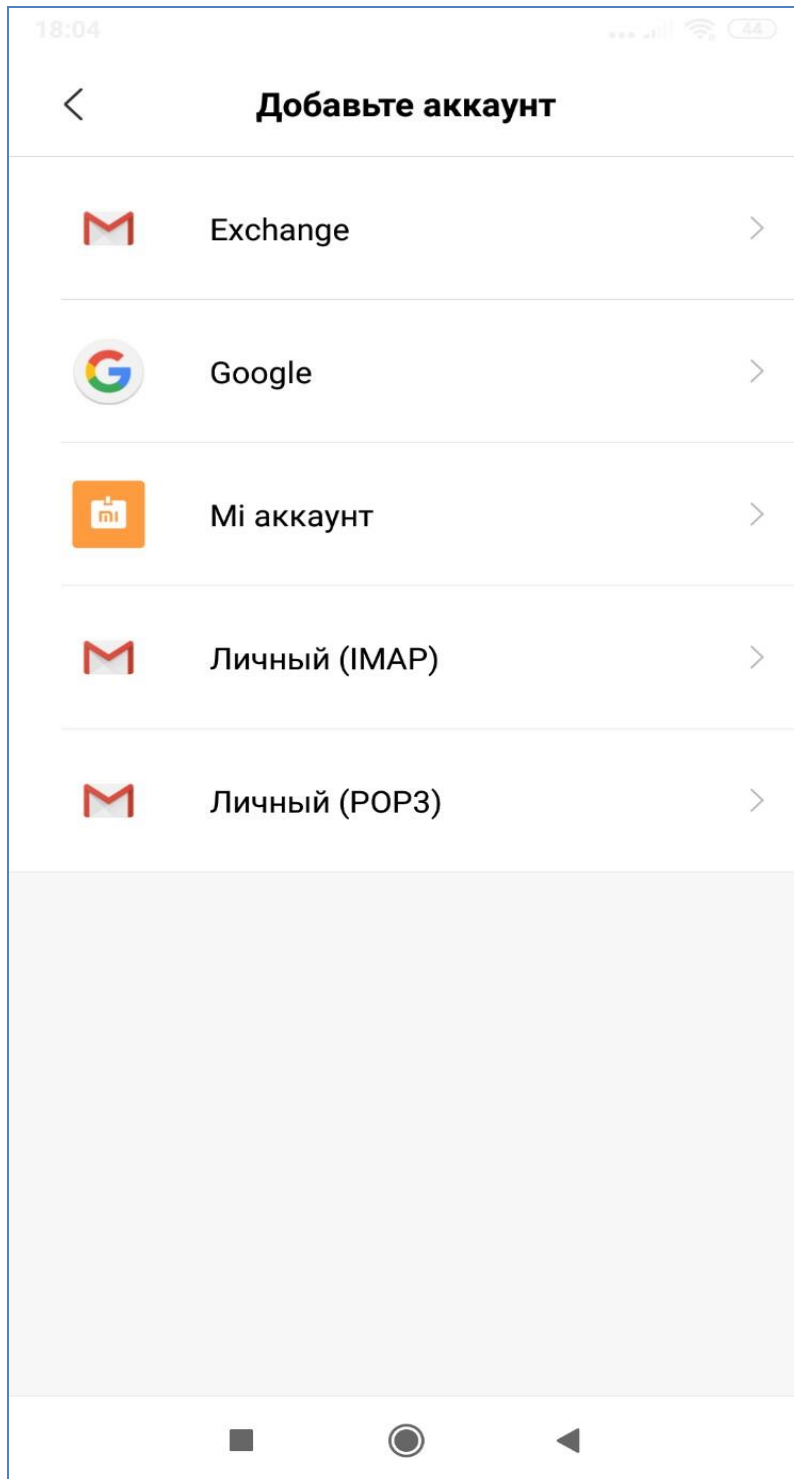 18:04
44
Добавьте аккаунт
Exchange
Google
Mi аккаунт
Личный (IMAP)
Личный (POP3)